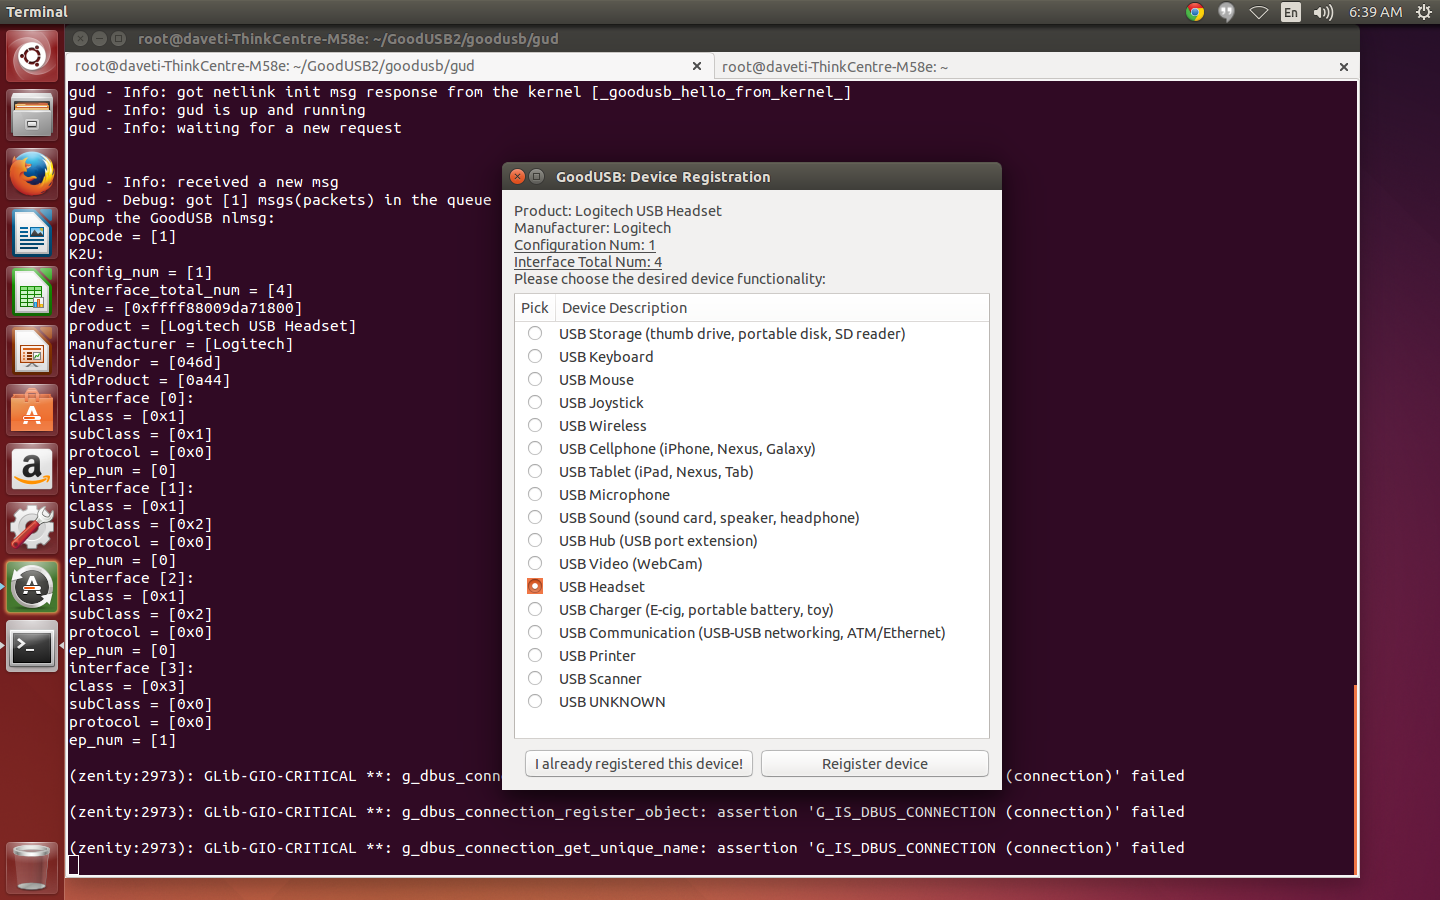 Terminal
En
6:39 AM
root@daveti-ThinkCentre-M58e: ~/GoodUSB2/goodusb/gud
root@daveti-ThinkCentre-M58e: ~/GoodUSB2/goodusb/gud
root@daveti-ThinkCentre-M58e: ~
gud - Info: got netlink init msg response from the kernel [_goodusb_hello_from_kernel_]
gud - Info: gud is up and running
gud - Info: waiting for a new request
gud - Info: received a new msg
gud - Debug: got [1] msgs(packets) in the queue
Dump the GoodUSB nlmsg:
opcode = [1]
K2U:
config_num = [1]
interface_total_num = [4]
dev = [0xffff88009da71800]
product = [Logitech USB Headset]
manufacturer = [Logitech]
idVendor = [046d]
idProduct = [0a44]
interface [0]:
class = [0x1]
subClass = [0x1]
protocol = [0x0]
ep_num = [0]
interface [1]:
class = [0x1]
subClass = [0x2]
protocol = [0x0]
ep_num = [0]
interface [2]:
class = [0x1]
subClass = [0x2]
protocol = [0x0]
ep_num = [0]
interface [3]:
class = [0x3]
subClass = [0x0]
protocol = [0x0]
ep_num = [1]
(zenity:2973): GLib-GIO-CRITICAL **: g_dbus_conn (connection)' failed
(zenity:2973): GLib-GIO-CRITICAL **: g_dbus_connection_register_object: assertion 'G_IS_DBUS_CONNECTION (connection)' failed
(zenity:2973): GLib-GIO-CRITICAL **: g_dbus_connection_get_unique_name: assertion 'G_IS_DBUS_CONNECTION (connection)' failed
GoodUSB: Device Registration
Product: Logitech USB Headset
Manufacturer: Logitech
Configuration Num: 1
Interface Total Num: 4
Please choose the desired device functionality:
Pick Device Description
USB Storage (thumb drive, portable disk, SD reader)
USB Keyboard
USB Mouse
USB Joystick
USB Wireless
USB Cellphone (iPhone, Nexus, Galaxy)
USB Tablet (iPad, Nexus, Tab)
USB Microphone
USB Sound (sound card, speaker, headphone)
USB Hub (USB port extension)
USB Video (WebCam)
USB Headset
USB Charger (E-cig, portable battery, toy)
USB Communication (USB-USB networking, ATM/Ethernet)
USB Printer
USB Scanner
USB UNKNOWN
I already registered this device!
Reigister device